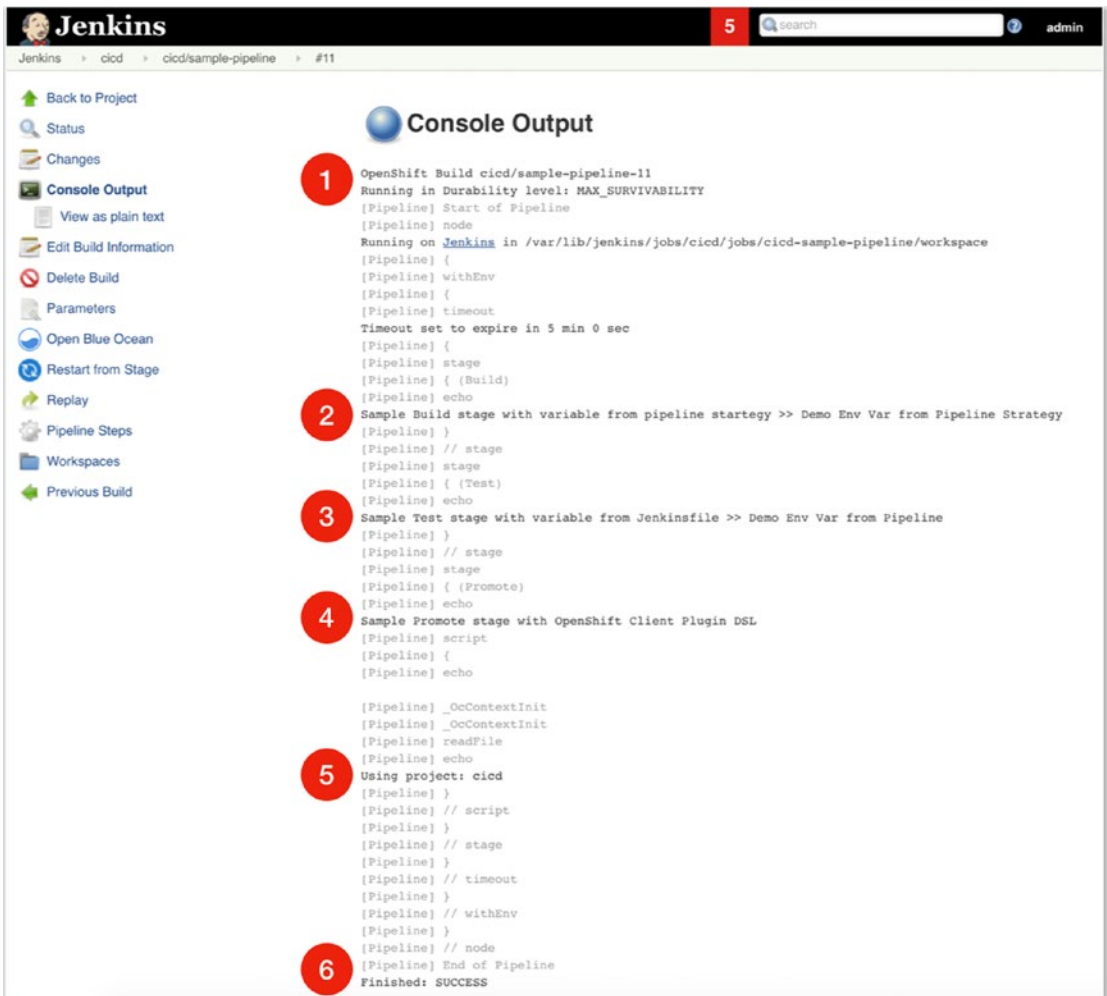 Jenkins
5
search
admin
Jenkins › cicd › cicd/sample-pipeline › #11
Back to Project
Status
Changes
Console Output
View as plain text
Edit Build Information
Delete Build
Parameters
Open Blue Ocean
Restart from Stage
Replay
Pipeline Steps
Workspaces
Previous Build
Console Output
1
OpenShift Build cicd/sample-pipeline-11
Running in Durability level: MAX_SURVIVABILITY
[Pipeline] Start of Pipeline
[Pipeline] node
Running on Jenkins in /var/lib/jenkins/jobs/cicd/jobs/cicd-sample-pipeline/workspace
[Pipeline] {
[Pipeline] withEnv
[Pipeline] {
[Pipeline] timeout
Timeout set to expire in 5 min 0 sec
[Pipeline] {
[Pipeline] stage
[Pipeline] { (Build)
[Pipeline] echo
2
Sample Build stage with variable from pipeline startegy >> Demo Env Var from Pipeline Strategy
[Pipeline] }
[Pipeline] // stage
[Pipeline] stage
[Pipeline] { (Test)
[Pipeline] echo
3
Sample Test stage with variable from Jenkinsfile >> Demo Env Var from Pipeline
[Pipeline] }
[Pipeline] // stage
[Pipeline] stage
[Pipeline] { (Promote)
[Pipeline] echo
4
Sample Promote stage with OpenShift Client Plugin DSL
[Pipeline] script
[Pipeline] {
[Pipeline] echo
[Pipeline] _OcContextInit
[Pipeline] _OcContextInit
[Pipeline] readFile
[Pipeline] echo
5
Using project: cicd
[Pipeline] }
[Pipeline] // script
[Pipeline] }
[Pipeline] // stage
[Pipeline] }
[Pipeline] // timeout
[Pipeline] }
[Pipeline] // withEnv
[Pipeline] }
[Pipeline] // node
[Pipeline] End of Pipeline
6
Finished: SUCCESS